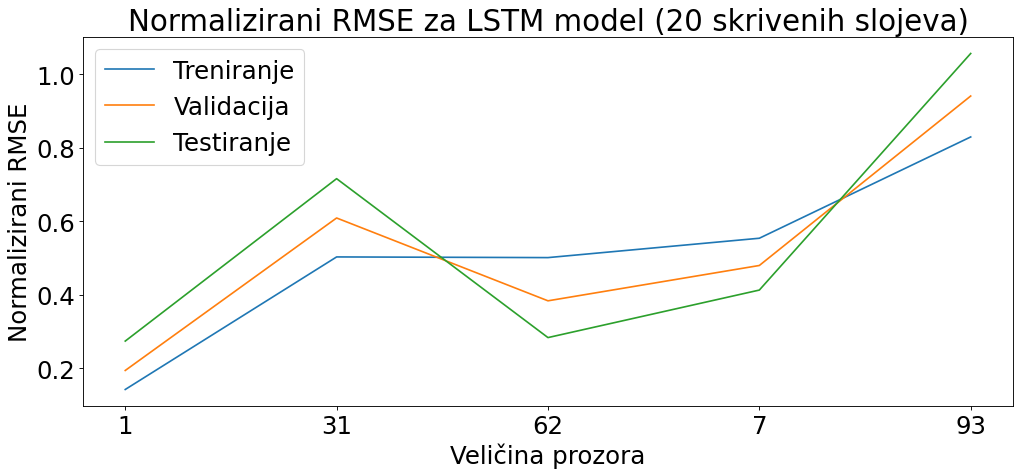 Normalizirani RMSE za LSTM model (20 skrivenih slojeva)
Treniranje
Validacija
Testiranje
Normalizirani RMSE
1.0
0.8
0.6
0.4
0.2
1 31 62 7 93
Veličina prozora